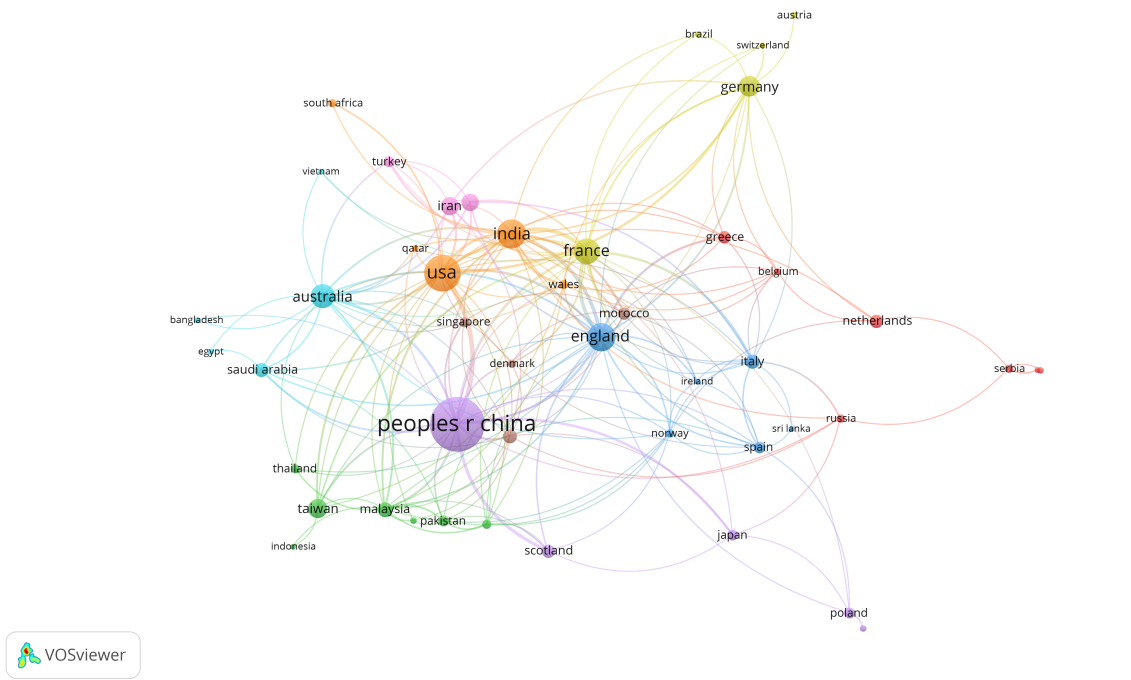 austria
brazil
switzerland
germany
south africa
turkey
vietnam
iran
india
greece
qatar
france
usa
belgium
wales
australia
morocco
bangladesh
singapore
netherlands
england
egypt
denmark
italy
saudi arabia
serbia
ireland
peoples r china
russia
sri lanka
norway
spain
thailand
taiwan
malaysia
pakistan
japan
indonesia
scotland
poland
VOSviewer